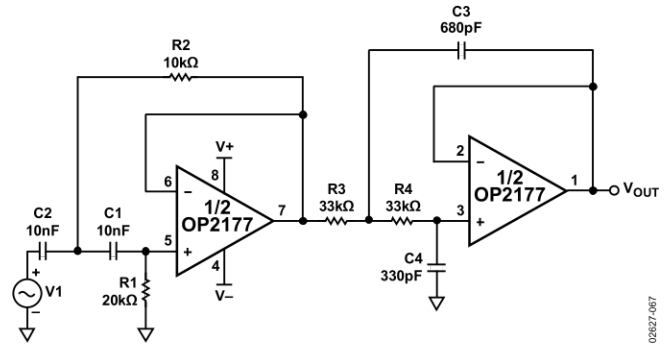 C3
680pF
R2
10kΩ
V+
6
−
8
1/2
OP2177
7
5
+
4
V−
C2
10nF
C1
10nF
R1
20kΩ
+
V1
−
R3
33kΩ
R4
33kΩ
2
−
1/2
OP2177
1
3
+
VOUT
C4
330pF
02627-067